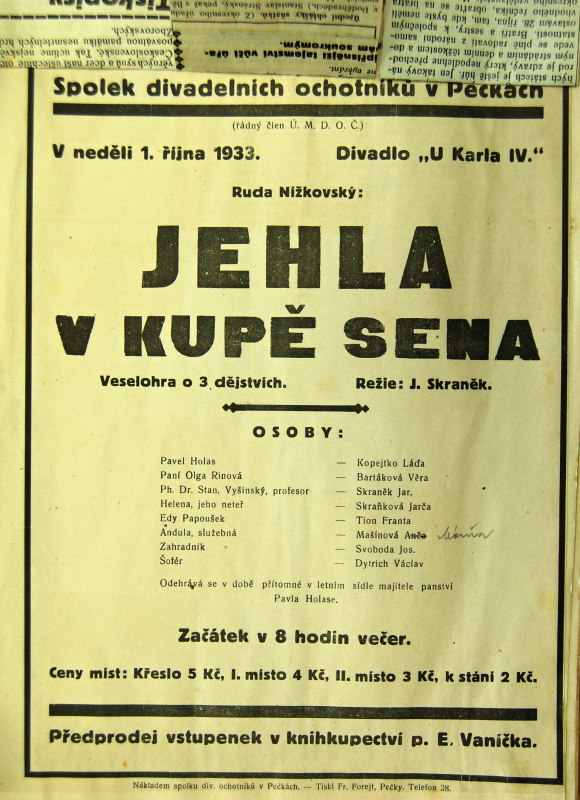 Spolek divadelních ochotníků v Pečkách
(řádný člen Ú. M. D. O. Č.)
V neděli 1. října 1933. Divadlo „U Karla IV.“
Ruda Nížkovský:
JEHLA
V KUPĚ SENA
Veselohra o 3 dějstvích. Režie: J. Skraněk.
OSOBY:
Pavel Holas — Kopejtko Láďa
Paní Olga Rinová — Bartáková Věra
Ph. Dr. Stan. Vyšinský, profesor — Skraněk Jar.
Helena, jeho neteř — Skraňková Jarča
Edy Papoušek — Tion Franta
Andula, služebná — Mašínová Anča
Zahradník — Svoboda Jos.
Šofér — Dytrich Václav
Odehrává se v době přítomné v letním sídle majitele panství
Pavla Holase.
Začátek v 8 hodin večer.
Ceny míst: Křeslo 5 Kč, I. místo 4 Kč, II. místo 3 Kč, k stání 2 Kč.
Předprodej vstupenek v knihkupectví p. E. Vaníčka.
Nákladem spolku div. ochotníků v Pečkách. — Tiskl Fr. Forejt, Pečky. Telefon 28.